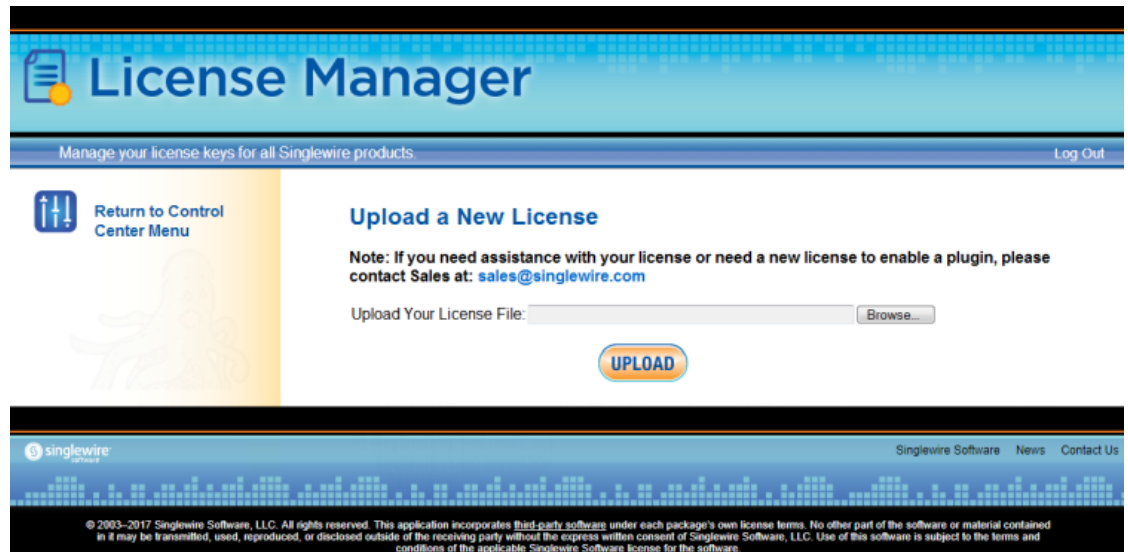 License Manager
Manage your license keys for all Singlewire products.
Log Out
Return to Control
Center Menu
Upload a New License
Note: If you need assistance with your license or need a new license to enable a plugin, please
contact Sales at: sales@singlewire.com
Upload Your License File:
Browse...
UPLOAD
singlewire
software
Singlewire Software News Contact Us
© 2003–2017 Singlewire Software, LLC. All rights reserved. This application incorporates third-party software under each package's own license terms. No other part of the software or material contained
in it may be transmitted, used, reproduced, or disclosed outside of the receiving party without the express written consent of Singlewire Software, LLC. Use of this software is subject to the terms and
conditions of the applicable Singlewire Software license for the software.